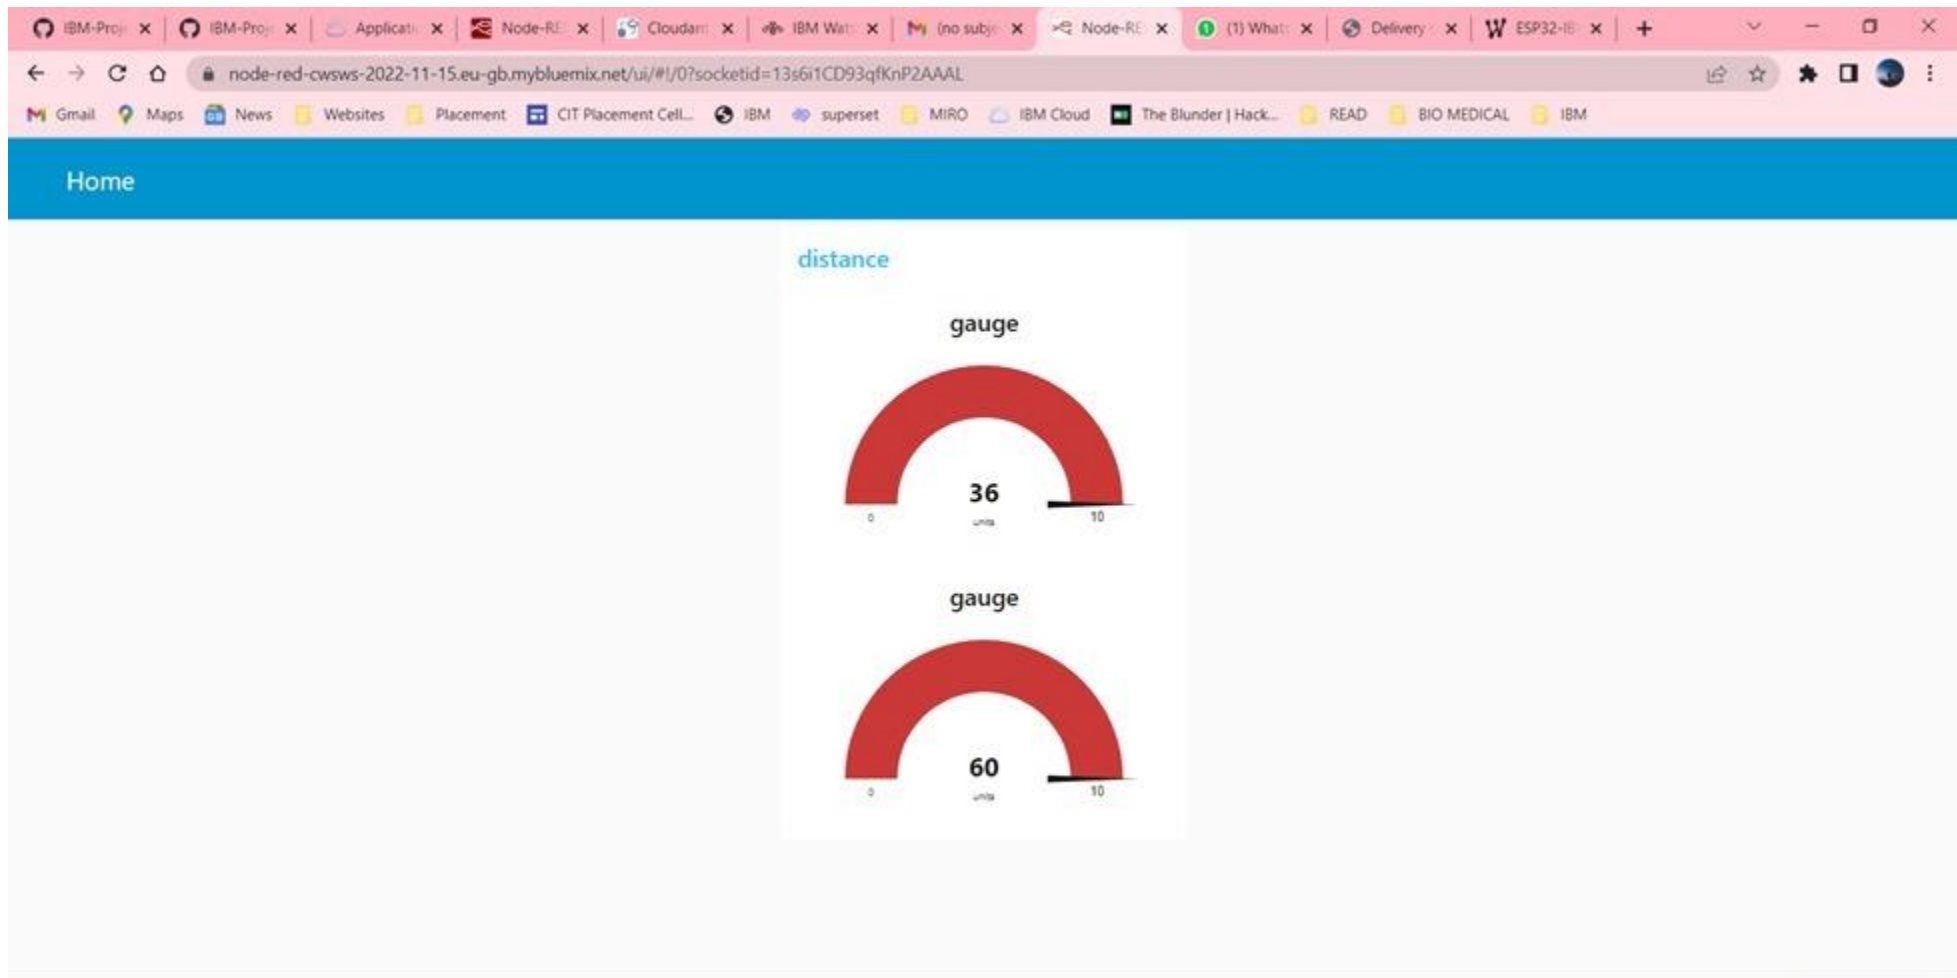 IBM-Proj IBM-Proj Applicati Node-RE Cloudan IBM Wat (no subje Node-RE (1) What Delivery ESP32-IB
node-red-cwsws-2022-11-15.eu-gb.mybluemix.net/ui/#!/0?socketid=13s6i1CD93qfKnP2AAAL
Gmail Maps News Websites Placement CIT Placement Cell... IBM superset MIRO IBM Cloud The Blunder | Hack... READ BIO MEDICAL IBM
Home
distance
gauge
36
0 units 10
gauge
60
0 units 10